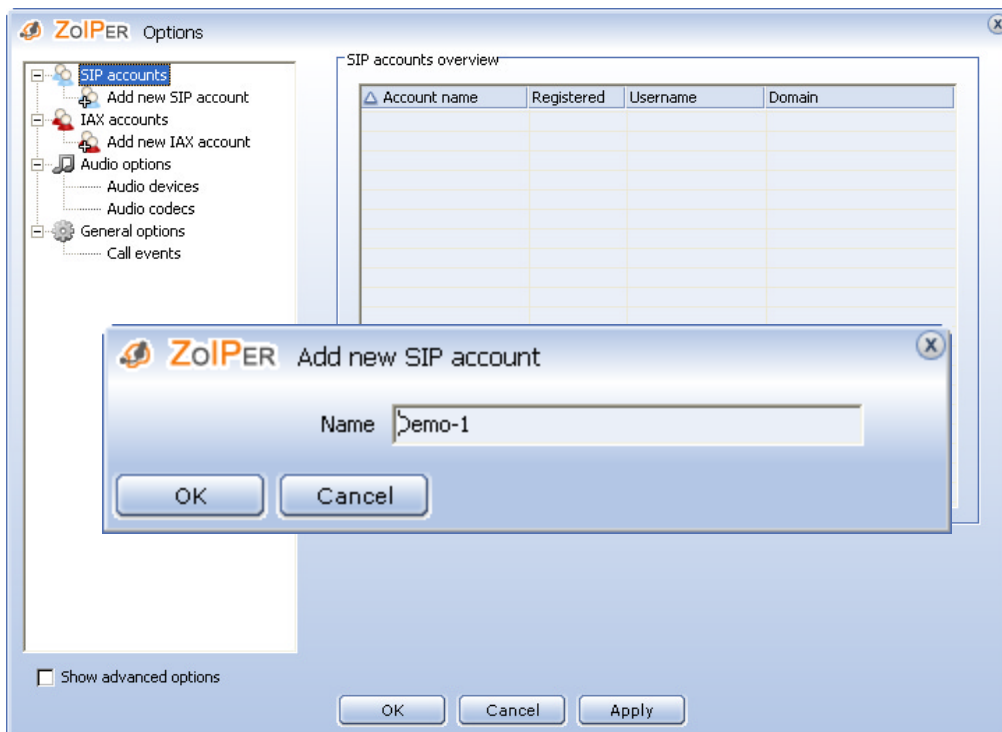 ZOIPER Options
SIP accounts
Add new SIP account
IAX accounts
Add new IAX account
Audio options
Audio devices
Audio codecs
General options
Call events
SIP accounts overview
Account name Registered Username Domain
ZOIPER Add new SIP account
Name Demo-1
OK Cancel
Show advanced options
OK Cancel Apply